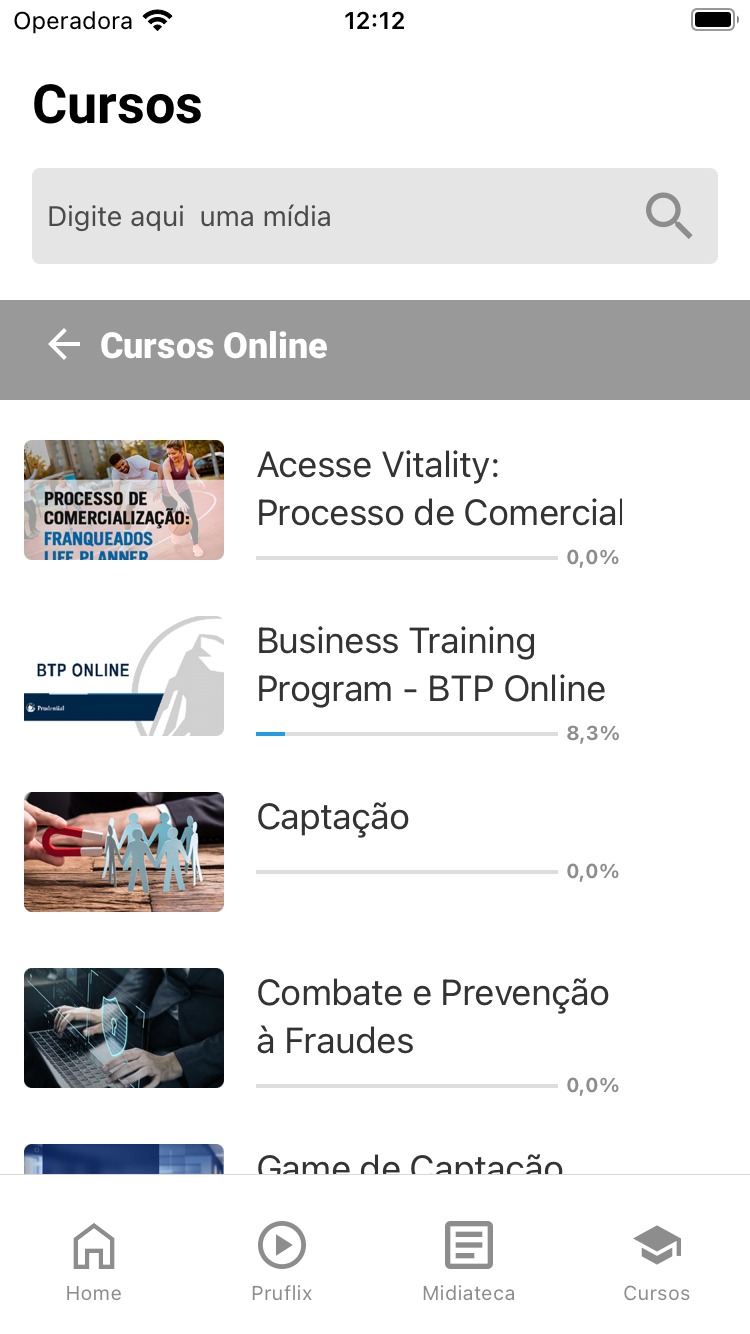 Operadora
12:12
Cursos
Digite aqui  uma mídia
Cursos Online
PROCESSO DE
COMERCIALIZAÇÃO:
FRANQUEADOS
LIFE PLANNER
Acesse Vitality:
Processo de Comercial
0,0%
BTP ONLINE
Prudential
Business Training
Program - BTP Online
8,3%
Captação
0,0%
Combate e Prevenção
à Fraudes
0,0%
Game de Captação
Home
Pruflix
Midiateca
Cursos